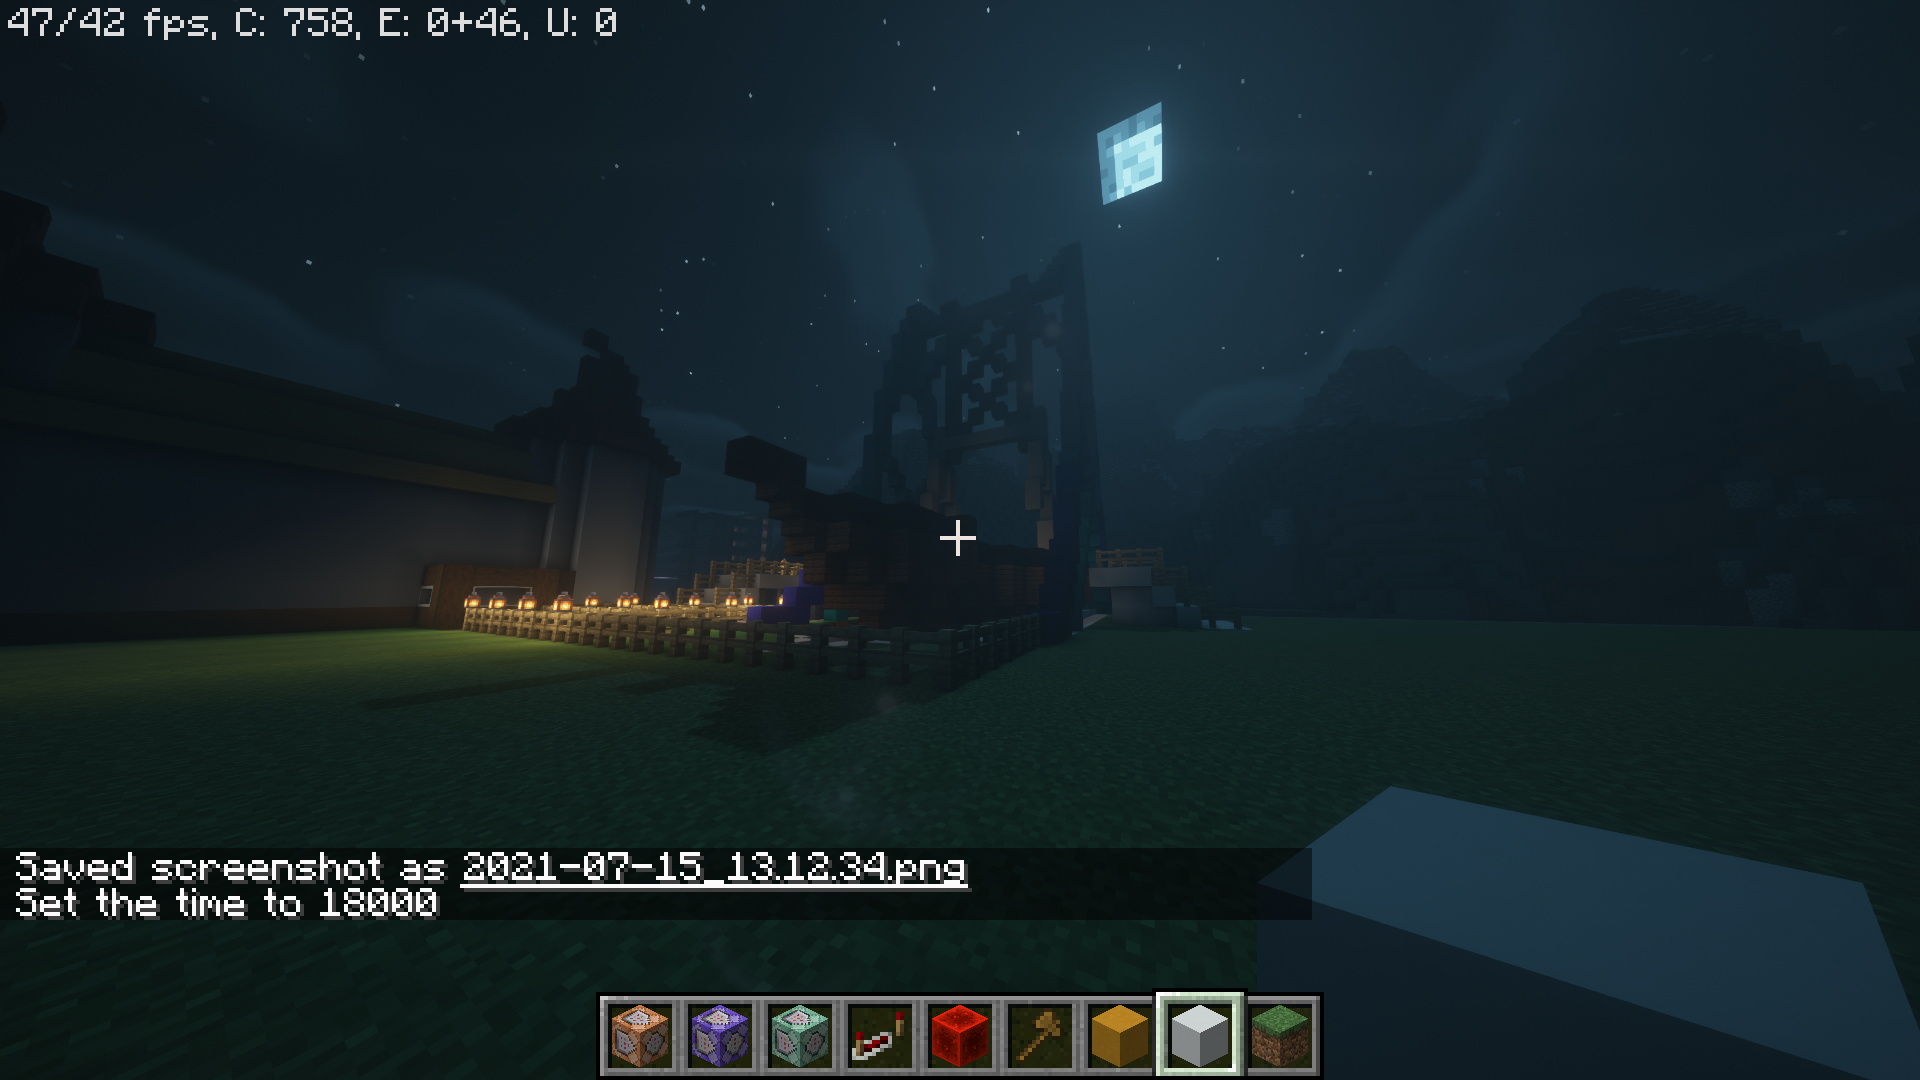 47/42 fps, C: 758, E: 0+46, U: 0
Saved screenshot as 2021-07-15_13.12.34.png
Set the time to 18000